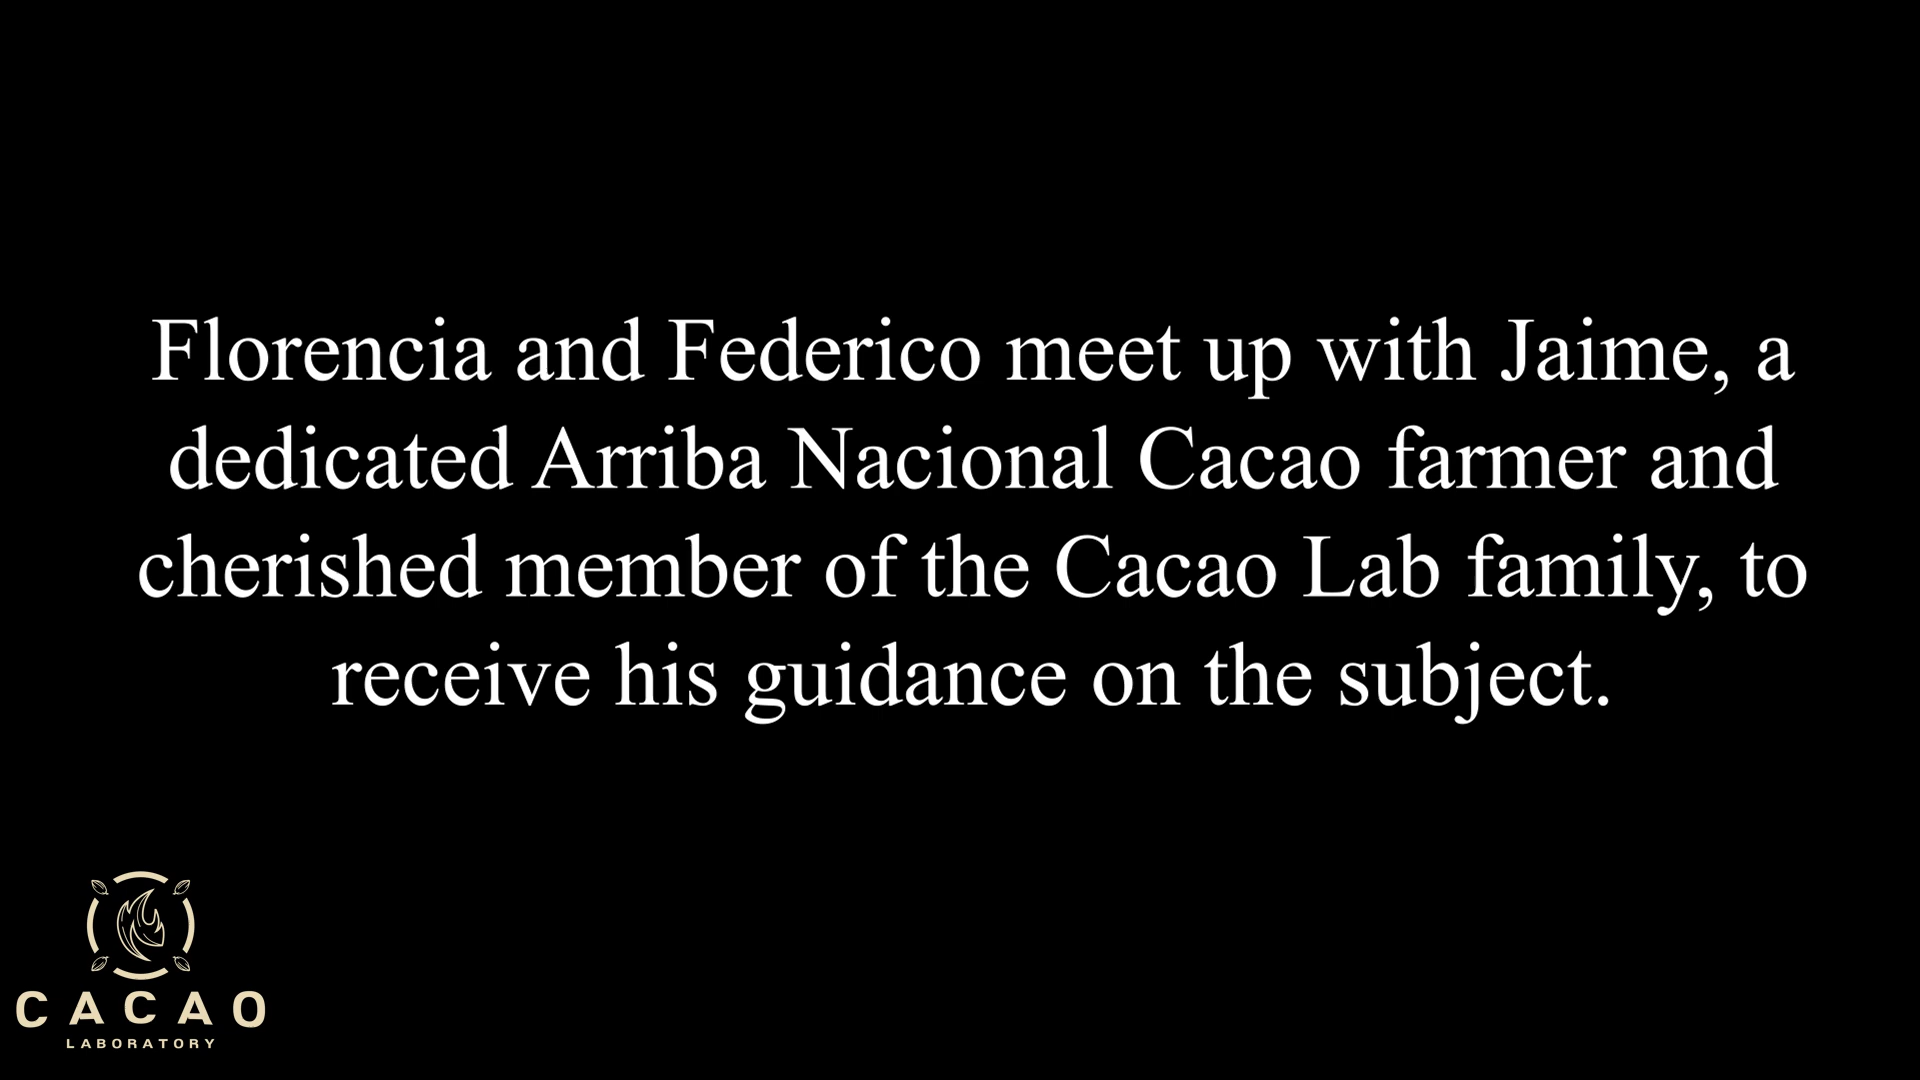 Florencia and Federico meet up with Jaime, a
dedicated Arriba Nacional Cacao farmer and
cherished member of the Cacao Lab family, to
receive his guidance on the subject.
CACAO
LABORATORY